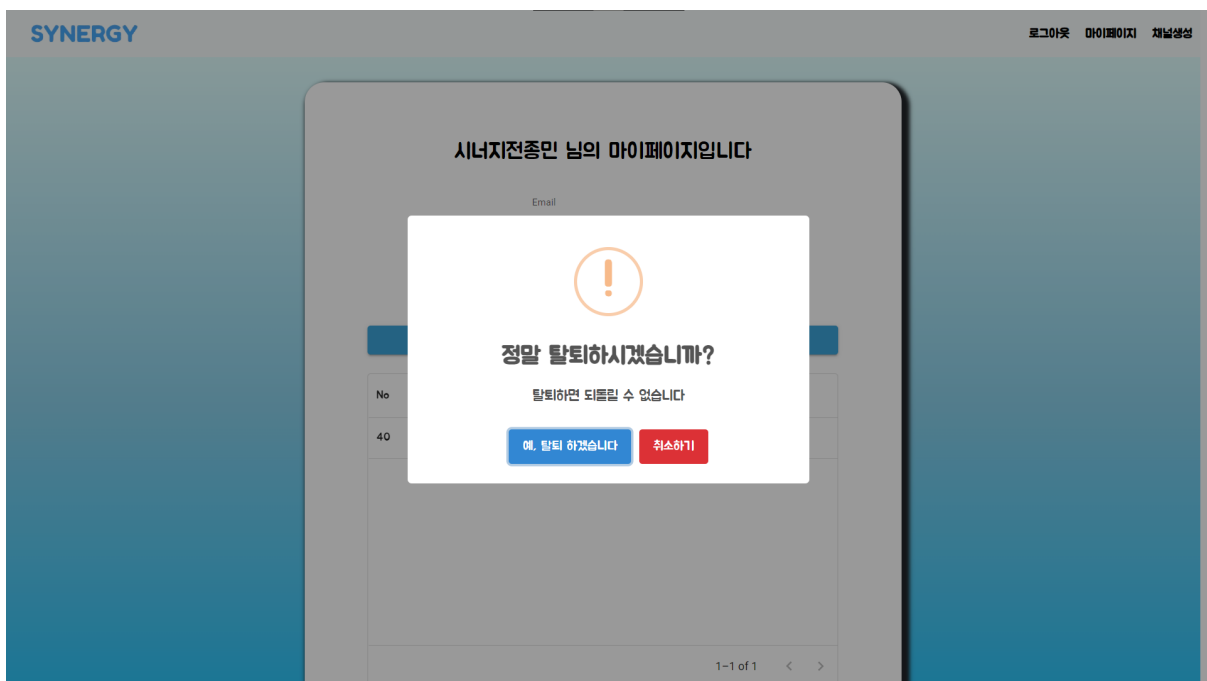 SYNERGY
로그아웃 마이페이지 채널생성
시너지전종민 님의 마이페이지입니다
Email
정말 탈퇴하시겠습니까?
탈퇴하면 되돌릴 수 없습니다
예, 탈퇴 하겠습니다 취소하기
No
40
1-1 of 1